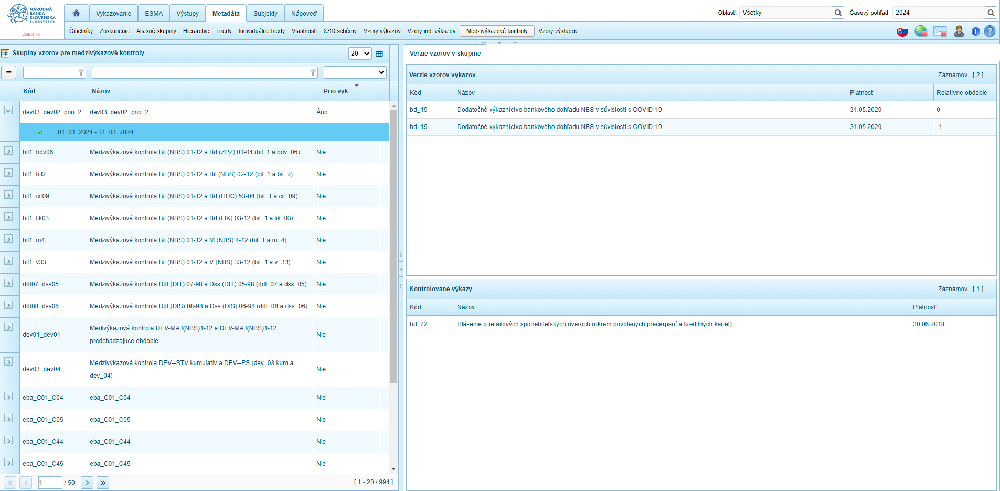 NÁRODNÁ
BANKA
SLOVENSKA
EUROSYSTÉM
ZBER T2
Vykazovanie
ESMA
Výstupy
Metadáta
Subjekty
Nápoveď
Oblasť: Všetky
Časový pohľad: 2024
Číselníky Zoskupenia Aliasné skupiny Hierarchie Triedy Individuálne triedy Vlastnosti XSD schémy Vzory výkazov Vzory ind. výkazov Medzivýkazové kontroly Vzory výstupov
Skupiny vzorov pre medzivýkazové kontroly
20
Kód Názov Prio vyk
dev03_dev02_prio_2 dev03_dev02_prio_2 Áno
01. 01. 2024 - 31. 03. 2024
bil1_bdv06 Medzivýkazová kontrola Bil (NBS) 01-12 a Bd (ZPZ) 01-04 (bil_1 a bdv_06) Nie
bil1_bil2 Medzivýkazová kontrola Bil (NBS) 01-12 a Bil (NBS) 02-12 (bil_1 a bil_2) Nie
bil1_cit09 Medzivýkazová kontrola Bil (NBS) 01-12 a Bd (HUC) 53-04 (bil_1 a cit_09) Nie
bil1_lik03 Medzivýkazová kontrola Bil (NBS) 01-12 a Bd (LIK) 03-12 (bil_1 a lik_03) Nie
bil1_m4 Medzivýkazová kontrola Bil (NBS) 01-12 a M (NBS) 4-12 (bil_1 a m_4) Nie
bil1_v33 Medzivýkazová kontrola Bil (NBS) 01-12 a V (NBS) 33-12 (bil_1 a v_33) Nie
ddf07_dss05 Medzivýkazová kontrola Ddf (DIT) 07-98 a Dss (DIT) 05-98 (ddf_07 a dss_05) Nie
ddf08_dss06 Medzivýkazová kontrola Ddf (DIS) 08-98 a Dss (DIS) 06-98 (ddf_08 a dss_06) Nie
dev01_dev01 Medivýkazová kontrola DEV-MAJ(NBS)1-12 a DEV-MAJ(NBS)1-12
predchádzajúce obdobie Nie
dev03_dev04 Medzivýkazová kontrola DEV─STV kumulatív a DEV─PS (dev_03 kum a
dev_04) Nie
eba_C01_C04 eba_C01_C04 Nie
eba_C01_C05 eba_C01_C05 Nie
eba_C01_C44 eba_C01_C44 Nie
eba_C01_C45 eba_C01_C45 Nie
1 / 50 [ 1 - 20 / 994 ]
Verzie vzorov v skupine
Verzie vzorov výkazov Záznamov [ 2 ]
Kód Názov Platnosť Relatívne obdobie
bd_19 Dodatočné výkazníctvo bankového dohľadu NBS v súvislosti s COVID-19 31.05.2020 0
bd_19 Dodatočné výkazníctvo bankového dohľadu NBS v súvislosti s COVID-19 31.05.2020 -1
Kontrolované výkazy Záznamov [ 1 ]
Kód Názov Platnosť
bd_72 Hlásenie o retailových spotrebiteľských úveroch (okrem povolených prečerpaní a kreditných kariet) 30.06.2018